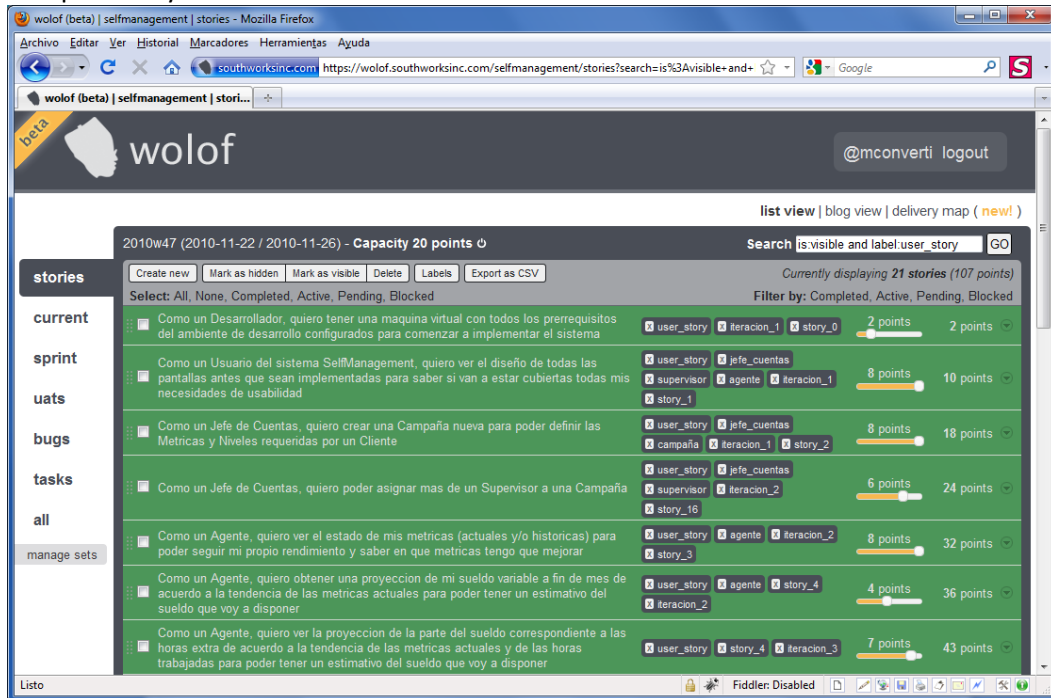 wolof (beta) | selfmanagement | stories - Mozilla Firefox
Archivo Editar Ver Historial Marcadores Herramientas Ayuda
southworksinc.com https://wolof.southworksinc.com/selfmanagement/stories?search=is%3Avisible+and+
Google
S
wolof (beta) | selfmanagement | stori...
beta
wolof
@mconverti logout
list view | blog view | delivery map ( new! )
2010w47 (2010-11-22 / 2010-11-26) - Capacity 20 points
Search is:visible and label:user_story GO
Create new Mark as hidden Mark as visible Delete Labels Export as CSV
Currently displaying 21 stories (107 points)
Select: All, None, Completed, Active, Pending, Blocked
Filter by: Completed, Active, Pending, Blocked
stories
current
sprint
uats
bugs
tasks
all
manage sets
Como un Desarrollador, quiero tener una maquina virtual con todos los prerrequisitos
del ambiente de desarrollo configurados para comenzar a implementar el sistema
x user_story x iteracion_1 x story_0
2 points
2 points
Como un Usuario del sistema SelfManagement, quiero ver el diseño de todas las
pantallas antes que sean implementadas para saber si van a estar cubiertas todas mis
necesidades de usabilidad
x user_story x jefe_cuentas
x supervisor x agente x iteracion_1
x story_1
8 points
10 points
Como un Jefe de Cuentas, quiero crear una Campaña nueva para poder definir las
Metricas y Niveles requeridas por un Cliente
x user_story x jefe_cuentas
x campaña x iteracion_1 x story_2
8 points
18 points
Como un Jefe de Cuentas, quiero poder asignar mas de un Supervisor a una Campaña
x user_story x jefe_cuentas
x supervisor x iteracion_2
x story_16
6 points
24 points
Como un Agente, quiero ver el estado de mis metricas (actuales y/o historicas) para
poder seguir mi propio rendimiento y saber en que metricas tengo que mejorar
x user_story x agente x iteracion_2
x story_3
8 points
32 points
Como un Agente, quiero obtener una proyeccion de mi sueldo variable a fin de mes de
acuerdo a la tendencia de las metricas actuales para poder tener un estimativo del
sueldo que voy a disponer
x user_story x agente x story_4
x iteracion_2
4 points
36 points
Como un Agente, quiero ver la proyeccion de la parte del sueldo correspondiente a las
horas extra de acuerdo a la tendencia de las metricas actuales y de las horas
trabajadas para poder tener un estimativo del sueldo que voy a disponer
x user_story x story_4 x iteracion_3
7 points
43 points
Listo
Fiddler: Disabled